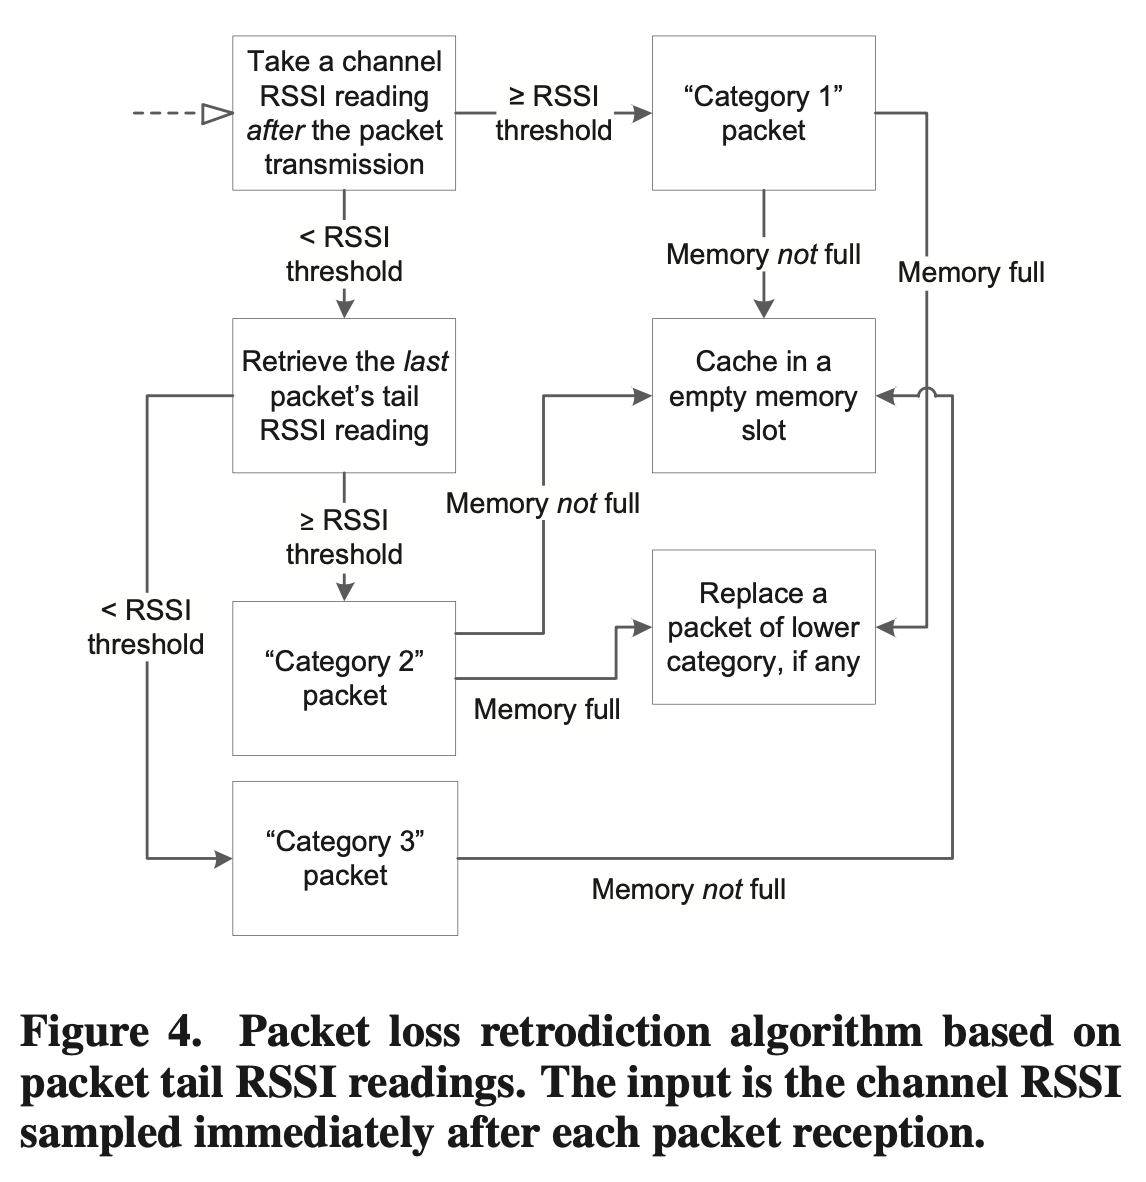 Take a channel
RSSI reading
after the packet
transmission
≥ RSSI
threshold
“Category 1”
packet
< RSSI
threshold
Memory not full
Memory full
Retrieve the last
packet’s tail
RSSI reading
Cache in a
empty memory
slot
≥ RSSI
threshold
Memory not full
< RSSI
threshold
“Category 2”
packet
Replace a
packet of lower
category, if any
Memory full
“Category 3”
packet
Memory not full
Figure 4. Packet loss retrodiction algorithm based on
packet tail RSSI readings. The input is the channel RSSI
sampled immediately after each packet reception.